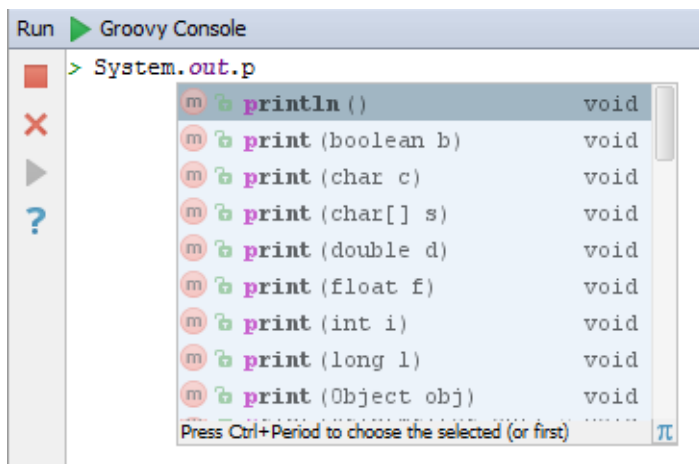 Run Groovy Console
> System.out.p
m println() void
m print(boolean b) void
m print(char c) void
m print(char[] s) void
m print(double d) void
m print(float f) void
m print(int i) void
m print(long l) void
m print(Object obj) void
Press Ctrl+Period to choose the selected (or first) π
?